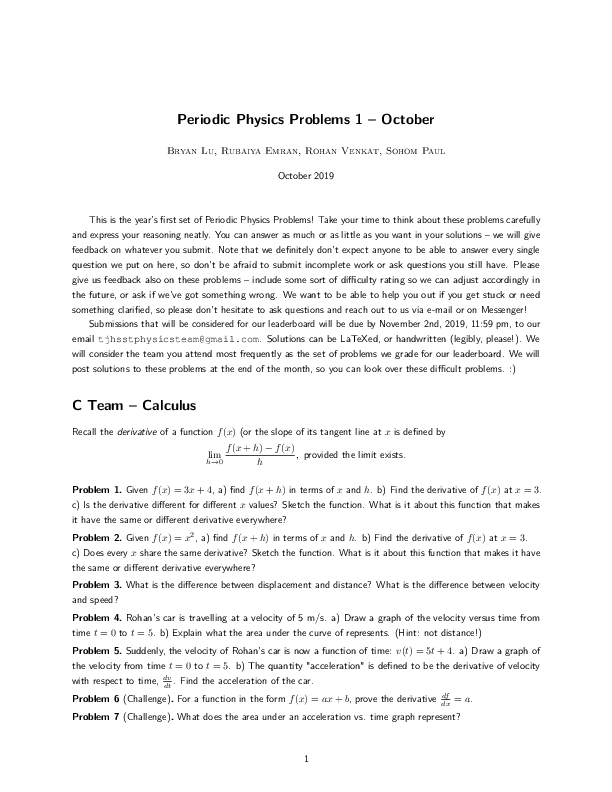 Periodic Physics Problems 1 – October
Bryan Lu, Rubaiya Emran, Rohan Venkat, Sohom Paul
October 2019
This is the year's first set of Periodic Physics Problems! Take your time to think about these problems carefully
and express your reasoning neatly. You can answer as much or as little as you want in your solutions – we will give
feedback on whatever you submit. Note that we definitely don't expect anyone to be able to answer every single
question we put on here, so don't be afraid to submit incomplete work or ask questions you still have. Please
give us feedback also on these problems – include some sort of difficulty rating so we can adjust accordingly in
the future, or ask if we've got something wrong. We want to be able to help you out if you get stuck or need
something clarified, so please don't hesitate to ask questions and reach out to us via e-mail or on Messenger!
Submissions that will be considered for our leaderboard will be due by November 2nd, 2019, 11:59 pm, to our
email tjhsstphysicsteam@gmail.com. Solutions can be LaTeXed, or handwritten (legibly, please!). We
will consider the team you attend most frequently as the set of problems we grade for our leaderboard. We will
post solutions to these problems at the end of the month, so you can look over these difficult problems. :)
C Team – Calculus
Recall the derivative of a function f(x) (or the slope of its tangent line at x is defined by
lim h→0 f(x + h) − f(x) / h, provided the limit exists.
Problem 1. Given f(x) = 3x + 4, a) find f(x + h) in terms of x and h. b) Find the derivative of f(x) at x = 3.
c) Is the derivative different for different x values? Sketch the function. What is it about this function that makes
it have the same or different derivative everywhere?
Problem 2. Given f(x) = x², a) find f(x + h) in terms of x and h. b) Find the derivative of f(x) at x = 3.
c) Does every x share the same derivative? Sketch the function. What is it about this function that makes it have
the same or different derivative everywhere?
Problem 3. What is the difference between displacement and distance? What is the difference between velocity
and speed?
Problem 4. Rohan's car is travelling at a velocity of 5 m/s. a) Draw a graph of the velocity versus time from
time t = 0 to t = 5. b) Explain what the area under the curve of represents. (Hint: not distance!)
Problem 5. Suddenly, the velocity of Rohan's car is now a function of time: v(t) = 5t + 4. a) Draw a graph of
the velocity from time t = 0 to t = 5. b) The quantity "acceleration" is defined to be the derivative of velocity
with respect to time, dv/dt. Find the acceleration of the car.
Problem 6 (Challenge). For a function in the form f(x) = ax + b, prove the derivative df/dx = a.
Problem 7 (Challenge). What does the area under an acceleration vs. time graph represent?
1